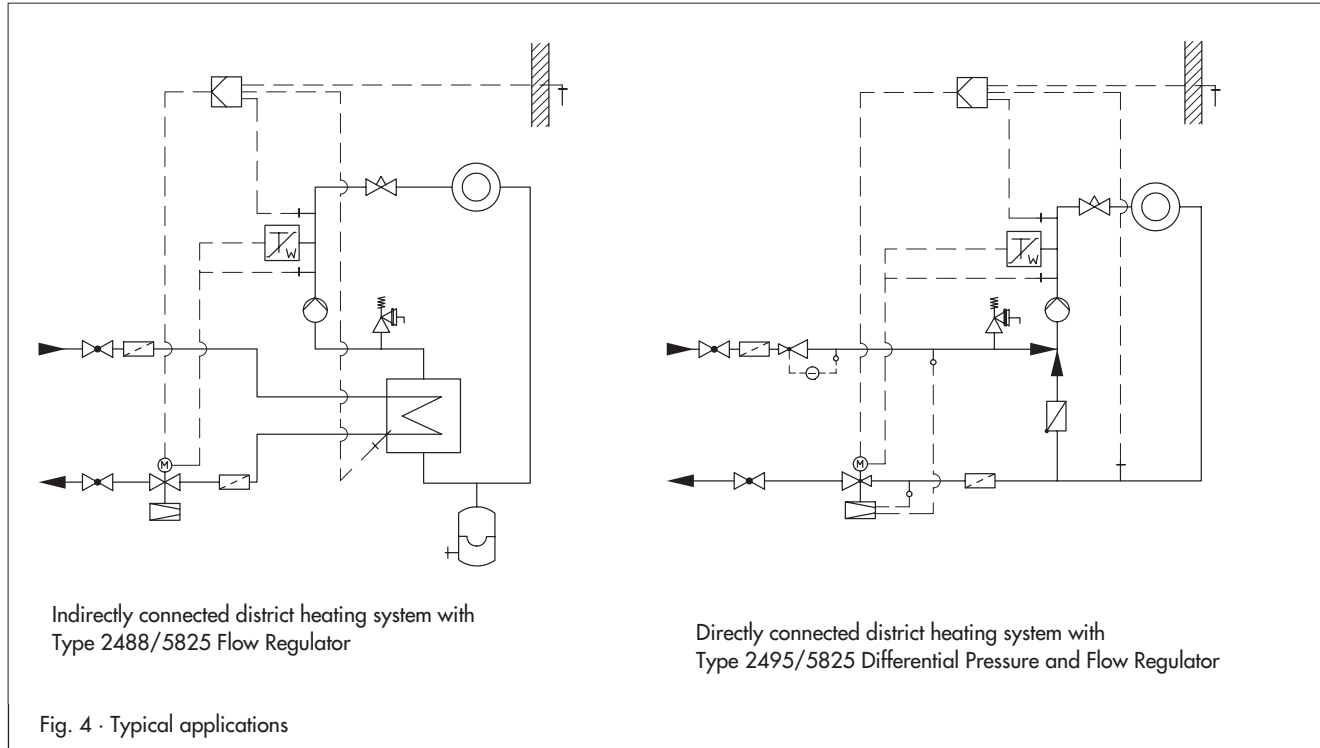 T
W
M
T
W
M
Indirectly connected district heating system with
Type 2488/5825 Flow Regulator
Directly connected district heating system with
Type 2495/5825 Differential Pressure and Flow Regulator
Fig. 4 · Typical applications